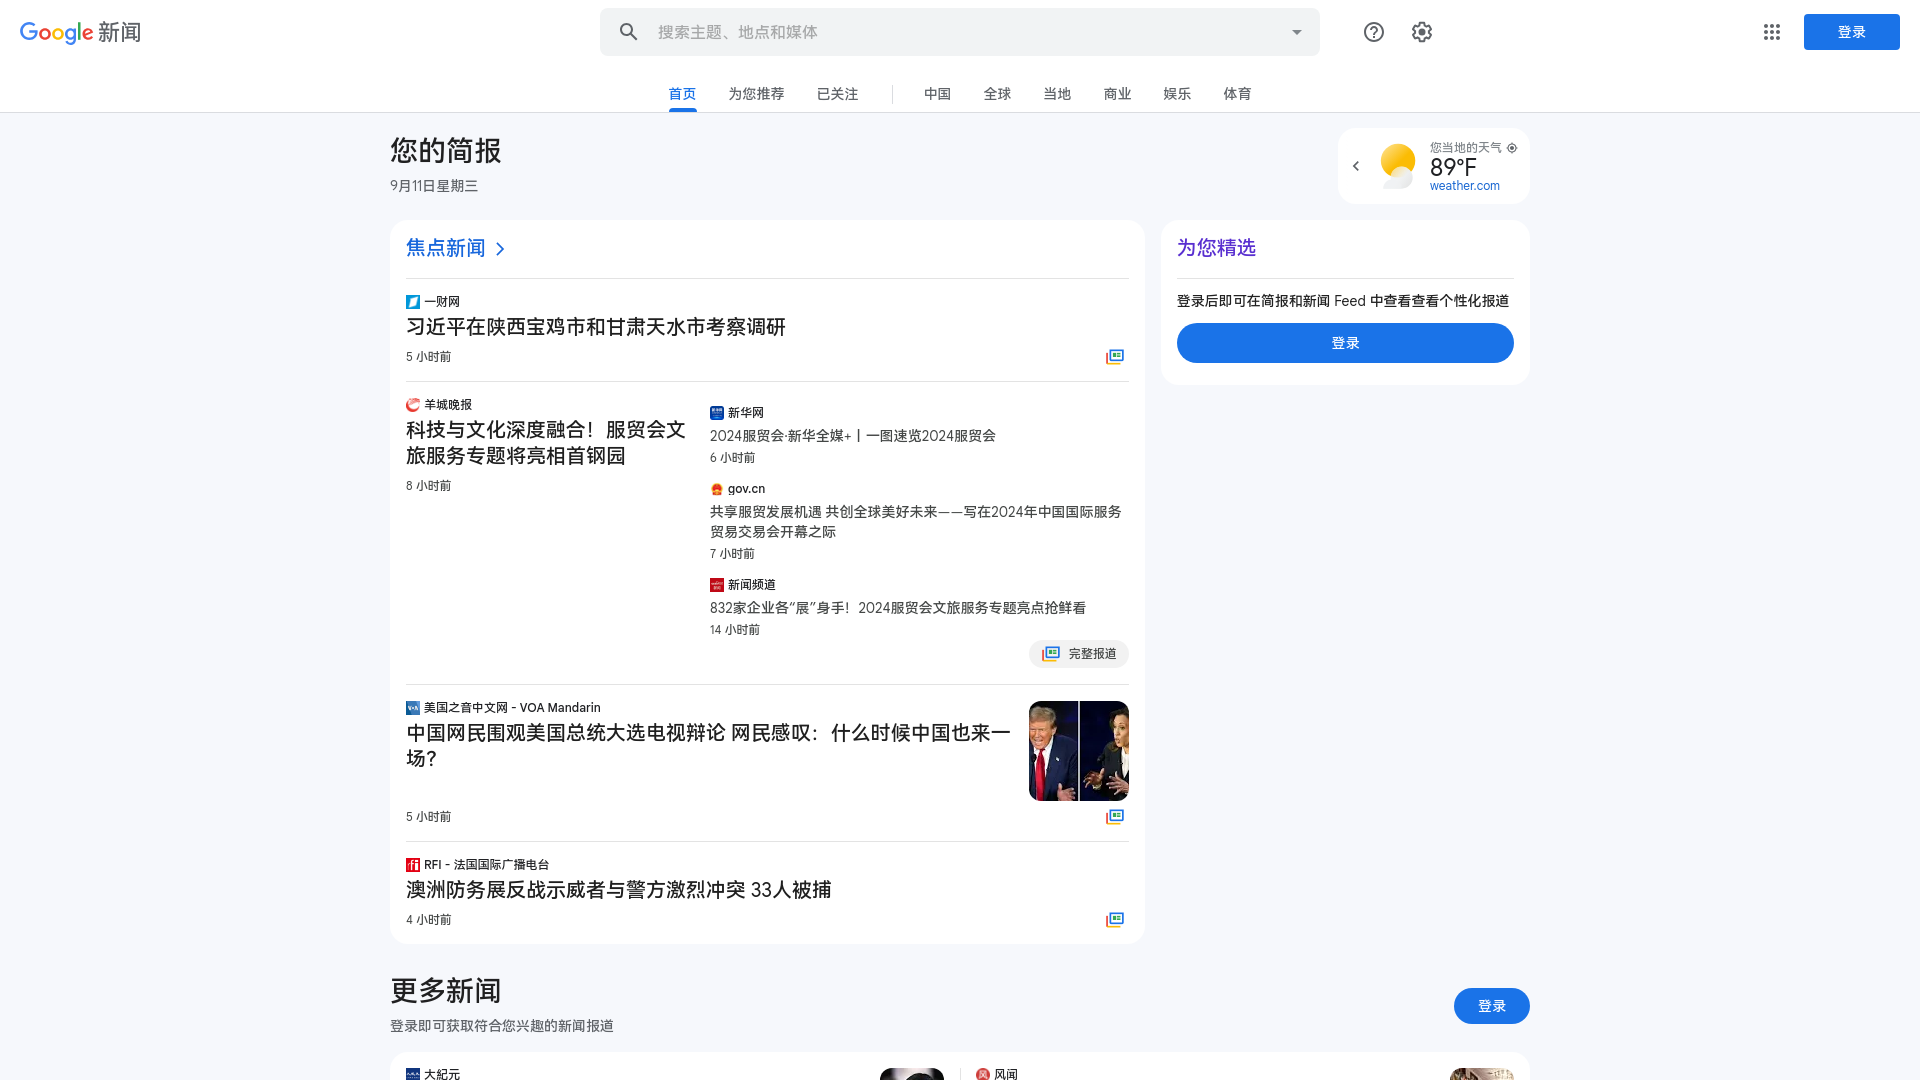 Google 新闻
搜索主题、地点和媒体
登录
首页
为您推荐
已关注
中国
全球
当地
商业
娱乐
体育
您的简报
9月11日星期三
您当地的天气
89°F
weather.com
焦点新闻
一财网
习近平在陕西宝鸡市和甘肃天水市考察调研
5 小时前
羊城晚报
科技与文化深度融合！服贸会文
旅服务专题将亮相首钢园
8 小时前
新华网
2024服贸会·新华全媒+丨一图速览2024服贸会
6 小时前
gov.cn
共享服贸发展机遇 共创全球美好未来——写在2024年中国国际服务
贸易交易会开幕之际
7 小时前
新闻频道
832家企业各“展”身手！2024服贸会文旅服务专题亮点抢鲜看
14 小时前
完整报道
美国之音中文网 - VOA Mandarin
中国网民围观美国总统大选电视辩论 网民感叹：什么时候中国也来一
场？
5 小时前
RFI - 法国国际广播电台
澳洲防务展反战示威者与警方激烈冲突 33人被捕
4 小时前
为您精选
登录后即可在简报和新闻 Feed 中查看查看个性化报道
登录
更多新闻
登录即可获取符合您兴趣的新闻报道
登录
大紀元
风闻